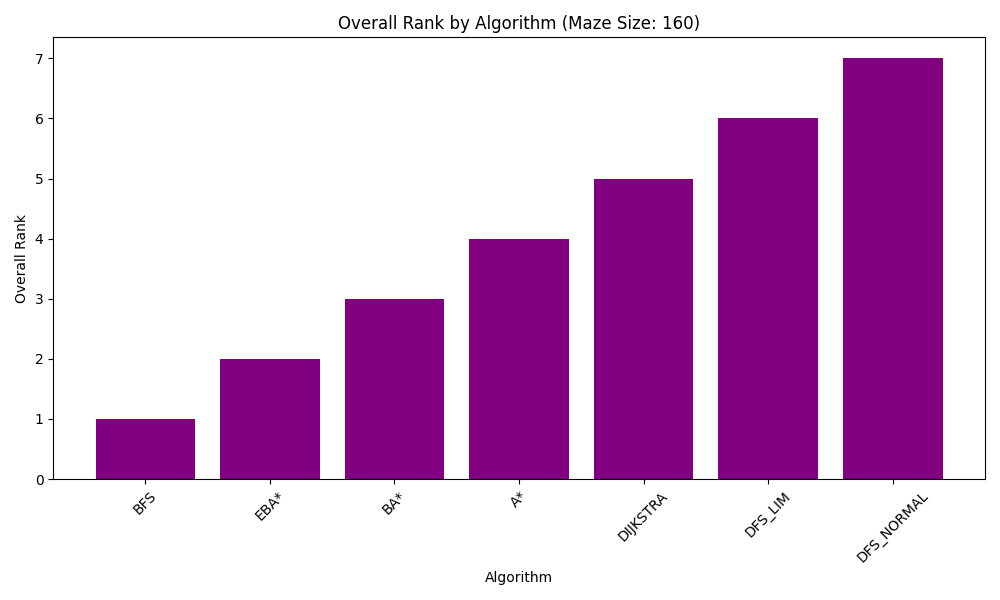 Overall Rank by Algorithm (Maze Size: 160)
Overall Rank
7
6
5
4
3
2
1
0
BFS
EBA*
BA*
A*
DIJKSTRA
DFS_LIM
DFS_NORMAL
Algorithm